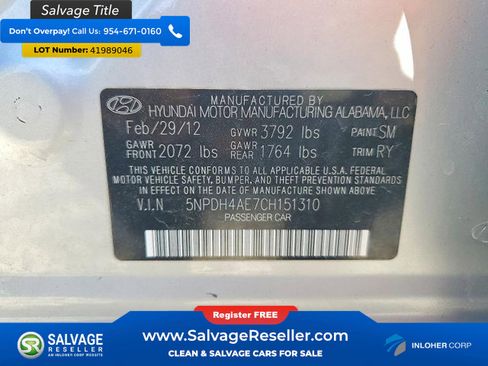 Salvage Title
Don't Overpay! Call Us: 954-671-0160
Lot Number: 41989046
MANUFACTURED BY
HYUNDAI MOTOR MANUFACTURING ALABAMA, LLC
Feb/29/12 GVWR 3792 lbs PAINT SM
GAWR FRONT 2072 lbs GAWR REAR 1764 lbs TRIM RY
THIS VEHICLE CONFORMS TO ALL APPLICABLE U.S.A. FEDERAL
MOTOR VEHICLE SAFETY, BUMPER, AND THEFT PREVENTION
STANDARDS IN EFFECT ON THE DATE OF MANUFACTURE SHOWN ABOVE.
V.I.N 5NPDH4AE7CH151310
PASSENGER CAR
Register FREE!
SALVAGE RESELLER
AN INLOHER CORP WEBSITE
www.SalvageReseller.com
CLEAN & SALVAGE CARS FOR SALE
INLOHER CORP